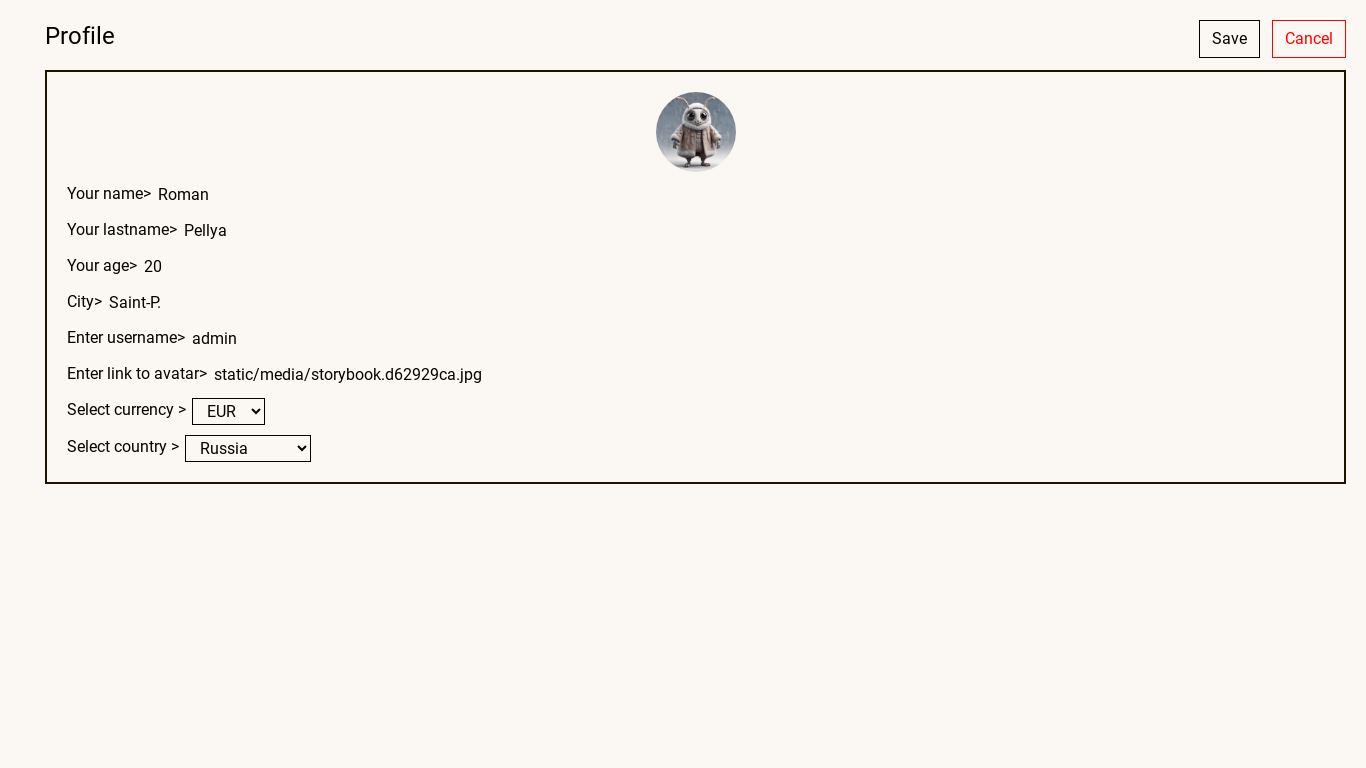 Profile
Save
Cancel
Your name> Roman
Your lastname> Pellya
Your age> 20
City> Saint-P.
Enter username> admin
Enter link to avatar> static/media/storybook.d62929ca.jpg
Select currency > EUR
Select country > Russia